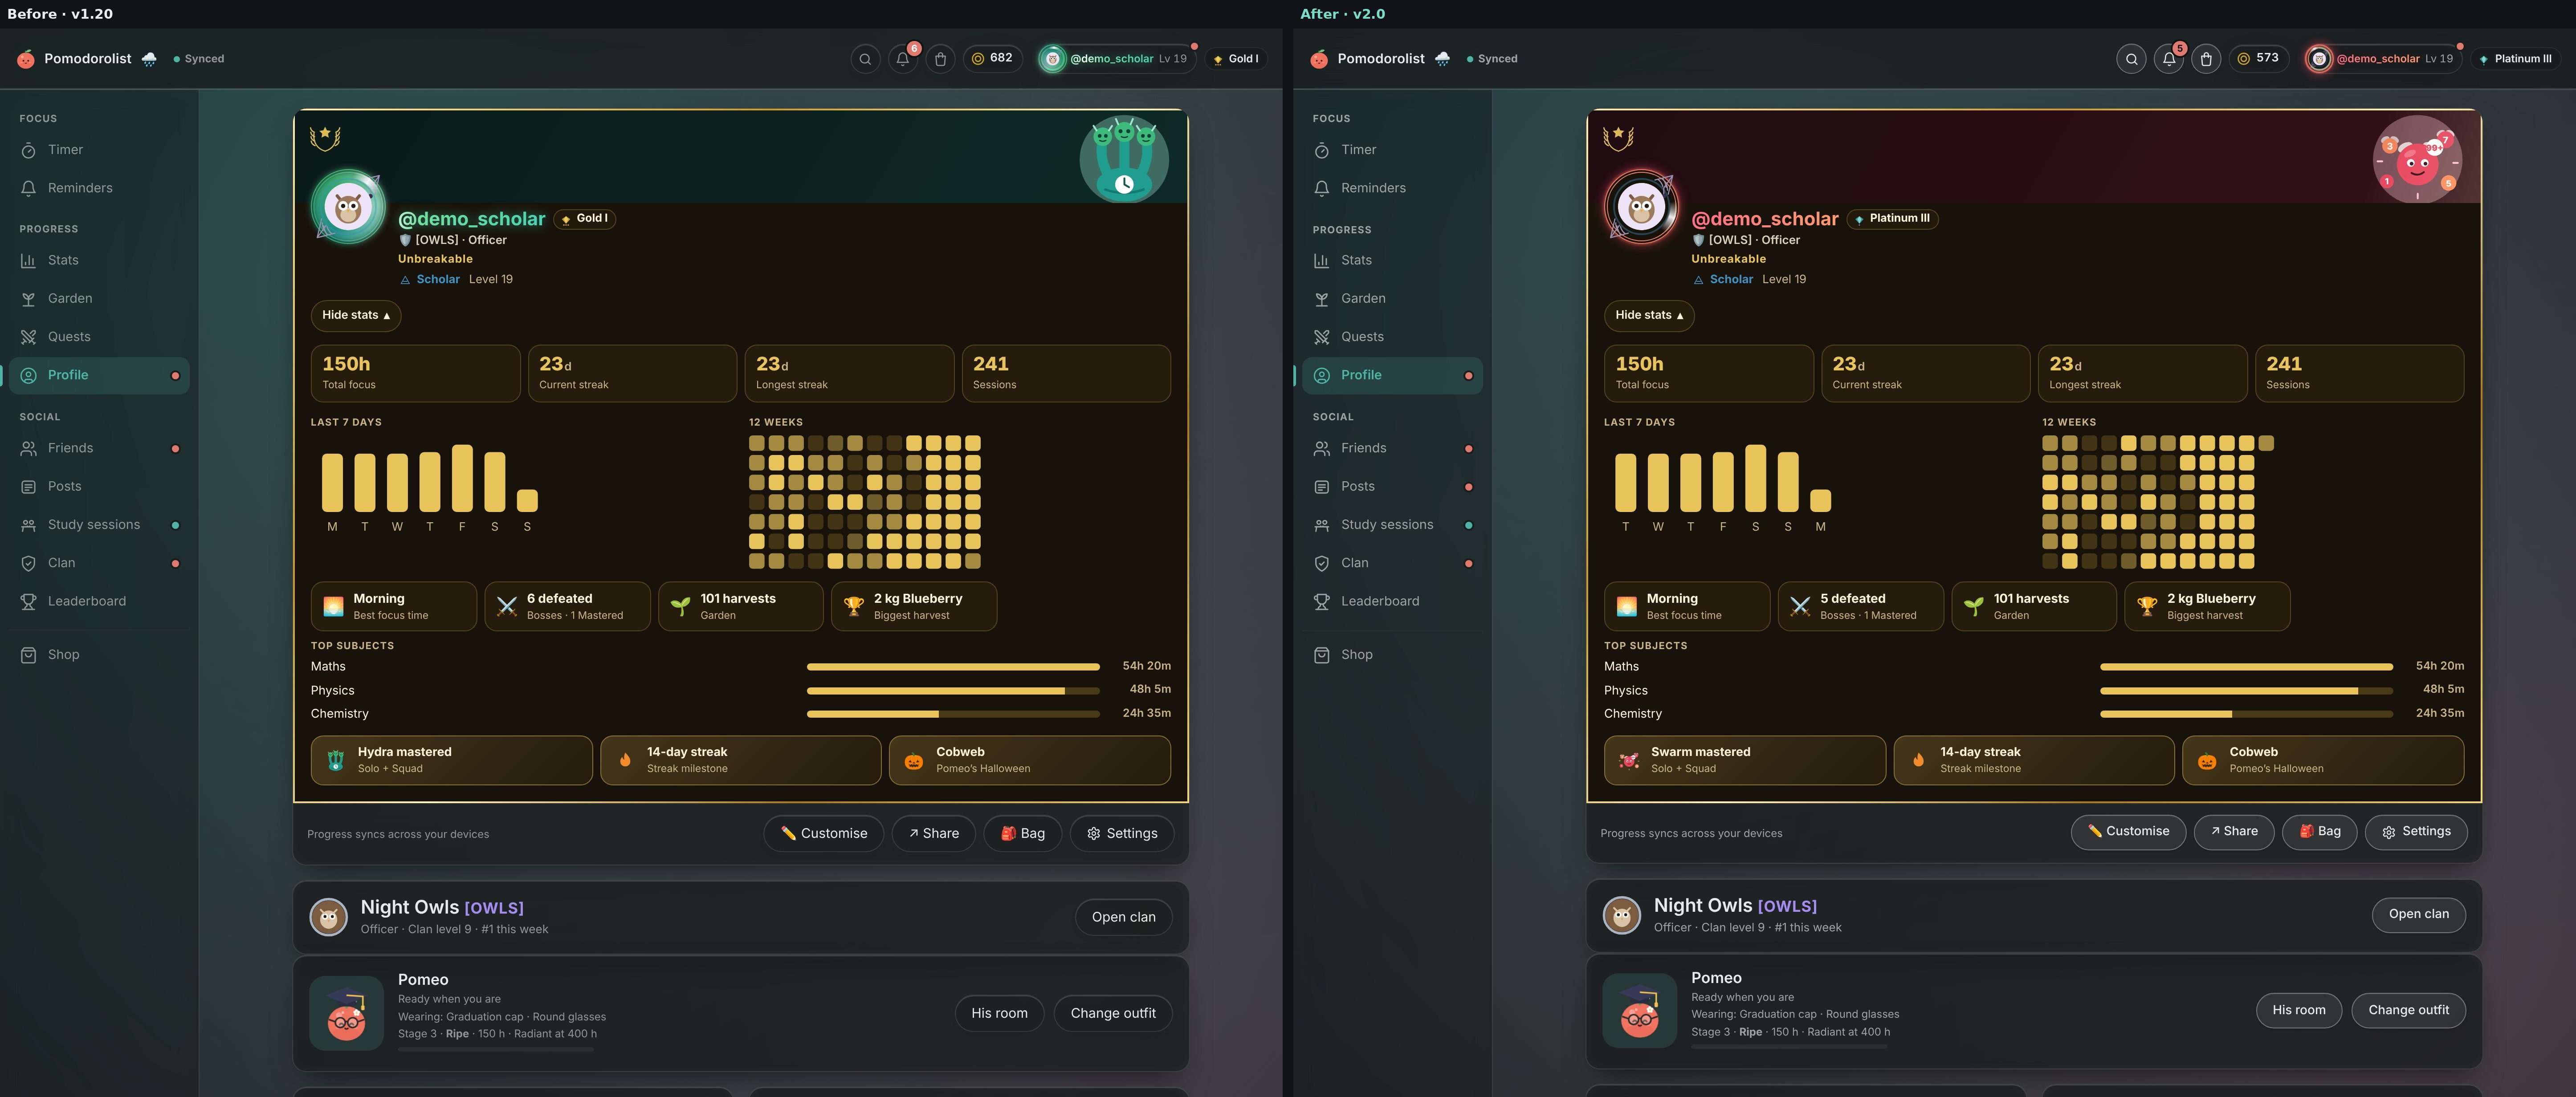 Before · v1.20
Pomodorolist
Synced
6
682
@demo_scholar Lv 19
Gold I
FOCUS
Timer
Reminders
PROGRESS
Stats
Garden
Quests
Profile
SOCIAL
Friends
Posts
Study sessions
Clan
Leaderboard
Shop
@demo_scholar Gold I
[OWLS] · Officer
Unbreakable
Scholar Level 19
Hide stats ▴
150h
Total focus
23d
Current streak
23d
Longest streak
241
Sessions
LAST 7 DAYS
M T W T F S S
12 WEEKS
Morning
Best focus time
6 defeated
Bosses · 1 Mastered
101 harvests
Garden
2 kg Blueberry
Biggest harvest
TOP SUBJECTS
Maths 54h 20m
Physics 48h 5m
Chemistry 24h 35m
Hydra mastered
Solo + Squad
14-day streak
Streak milestone
Cobweb
Pomeo's Halloween
Progress syncs across your devices
Customise
↗ Share
Bag
Settings
Night Owls [OWLS]
Officer · Clan level 9 · #1 this week
Open clan
Pomeo
Ready when you are
Wearing: Graduation cap · Round glasses
Stage 3 · Ripe · 150 h · Radiant at 400 h
His room
Change outfit
After · v2.0
Pomodorolist
Synced
5
573
@demo_scholar Lv 19
Platinum III
FOCUS
Timer
Reminders
PROGRESS
Stats
Garden
Quests
Profile
SOCIAL
Friends
Posts
Study sessions
Clan
Leaderboard
Shop
3
7
99+
1
5
@demo_scholar Platinum III
[OWLS] · Officer
Unbreakable
Scholar Level 19
Hide stats ▴
150h
Total focus
23d
Current streak
23d
Longest streak
241
Sessions
LAST 7 DAYS
T W T F S S M
12 WEEKS
Morning
Best focus time
5 defeated
Bosses · 1 Mastered
101 harvests
Garden
2 kg Blueberry
Biggest harvest
TOP SUBJECTS
Maths 54h 20m
Physics 48h 5m
Chemistry 24h 35m
Swarm mastered
Solo + Squad
14-day streak
Streak milestone
Cobweb
Pomeo's Halloween
Progress syncs across your devices
Customise
↗ Share
Bag
Settings
Night Owls [OWLS]
Officer · Clan level 9 · #1 this week
Open clan
Pomeo
Ready when you are
Wearing: Graduation cap · Round glasses
Stage 3 · Ripe · 150 h · Radiant at 400 h
His room
Change outfit